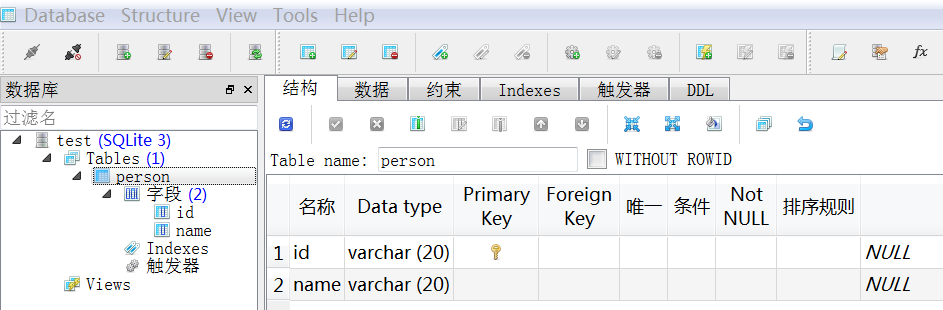 Database Structure View Tools Help
fx
数据库
过滤名
test (SQLite 3)
Tables (1)
person
字段 (2)
id
name
Indexes
触发器
Views
结构 数据 约束 Indexes 触发器 DDL
Table name: person WITHOUT ROWID
名称 Data type Primary Key Foreign Key 唯一 条件 Not NULL 排序规则
1 id varchar (20) NULL
2 name varchar (20) NULL